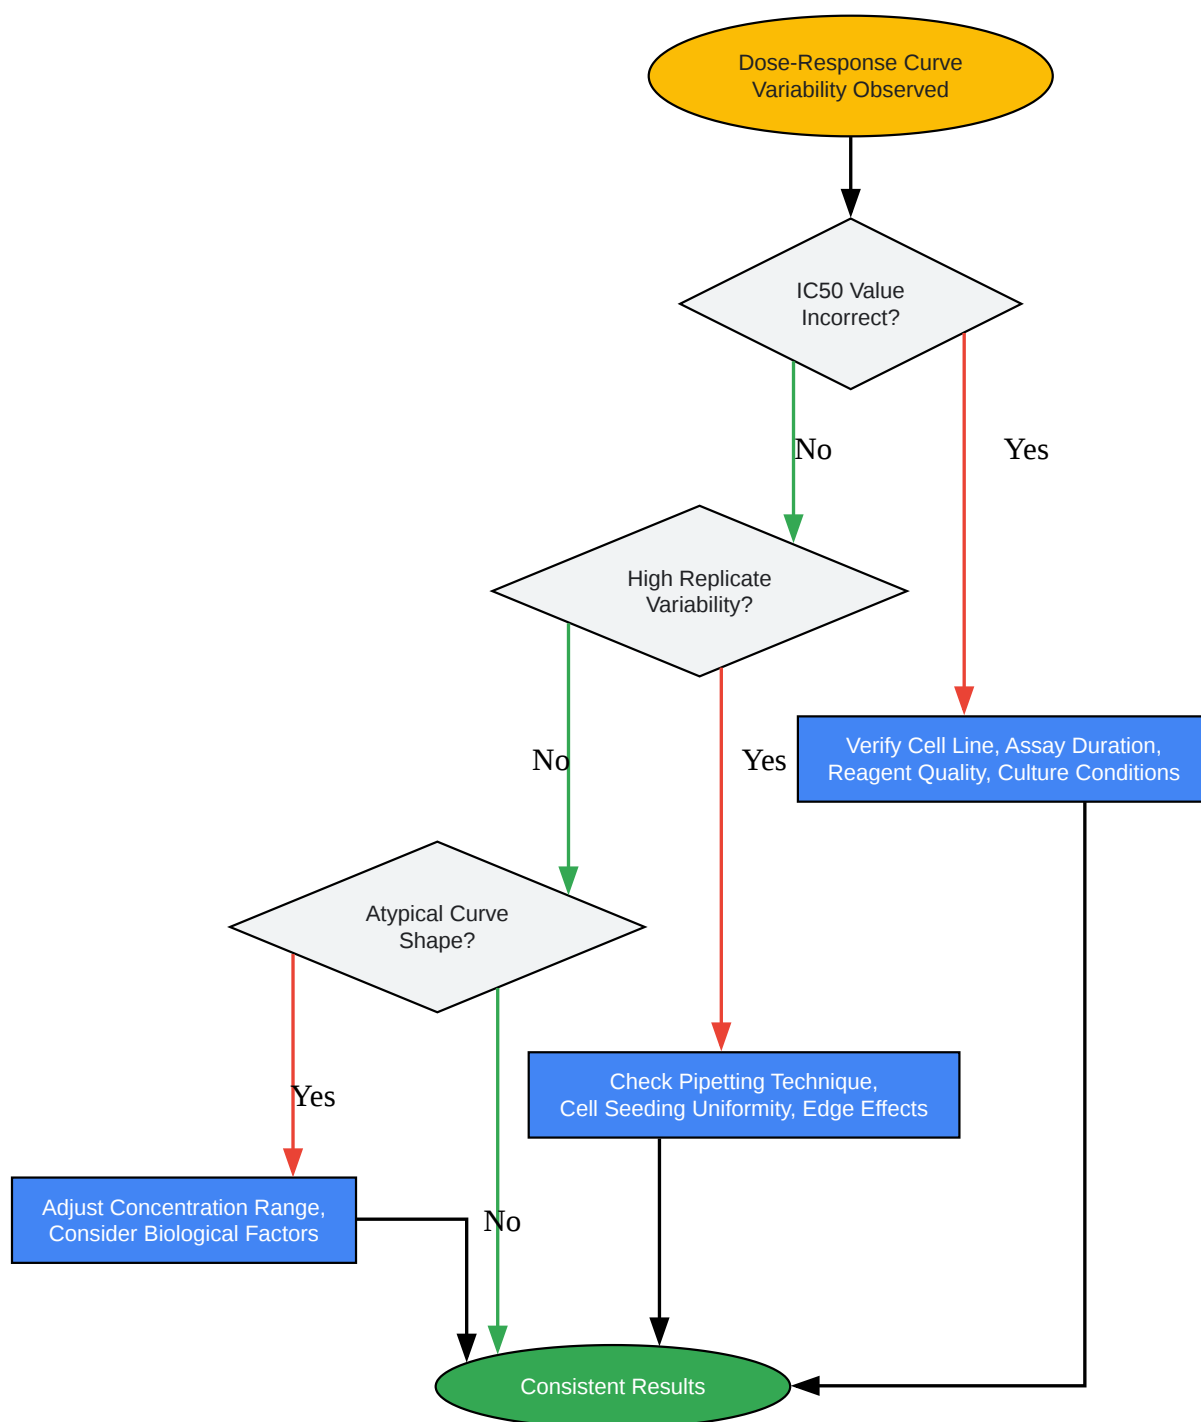 Dose-Response Curve
Variability Observed
IC50 Value
Incorrect?
No
Yes
High Replicate
Variability?
Verify Cell Line, Assay Duration,
Reagent Quality, Culture Conditions
No
Yes
Atypical Curve
Shape?
Check Pipetting Technique,
Cell Seeding Uniformity, Edge Effects
Yes
Adjust Concentration Range,
Consider Biological Factors
No
Consistent Results